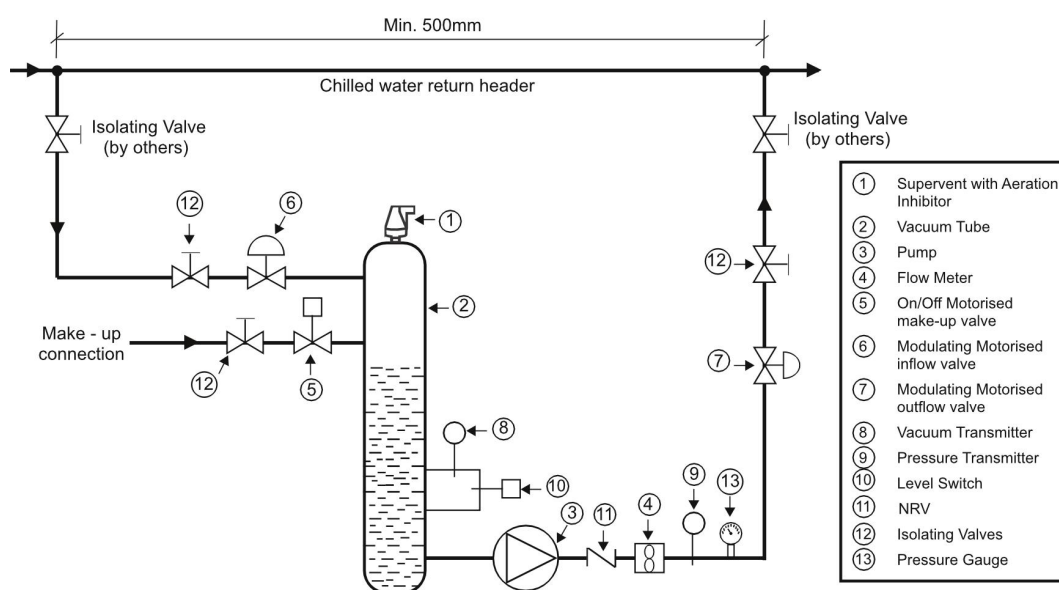 Min. 500mm
Chilled water return header
Isolating Valve
(by others)
Isolating Valve
(by others)
12
6
1
12
2
Make - up
connection
12
5
7
8
10
3
11
4
9
13
1 Supervent with Aeration
Inhibitor
2 Vacuum Tube
3 Pump
4 Flow Meter
5 On/Off Motorised
make-up valve
6 Modulating Motorised
inflow valve
7 Modulating Motorised
outflow valve
8 Vacuum Transmitter
9 Pressure Transmitter
10 Level Switch
11 NRV
12 Isolating Valves
13 Pressure Gauge